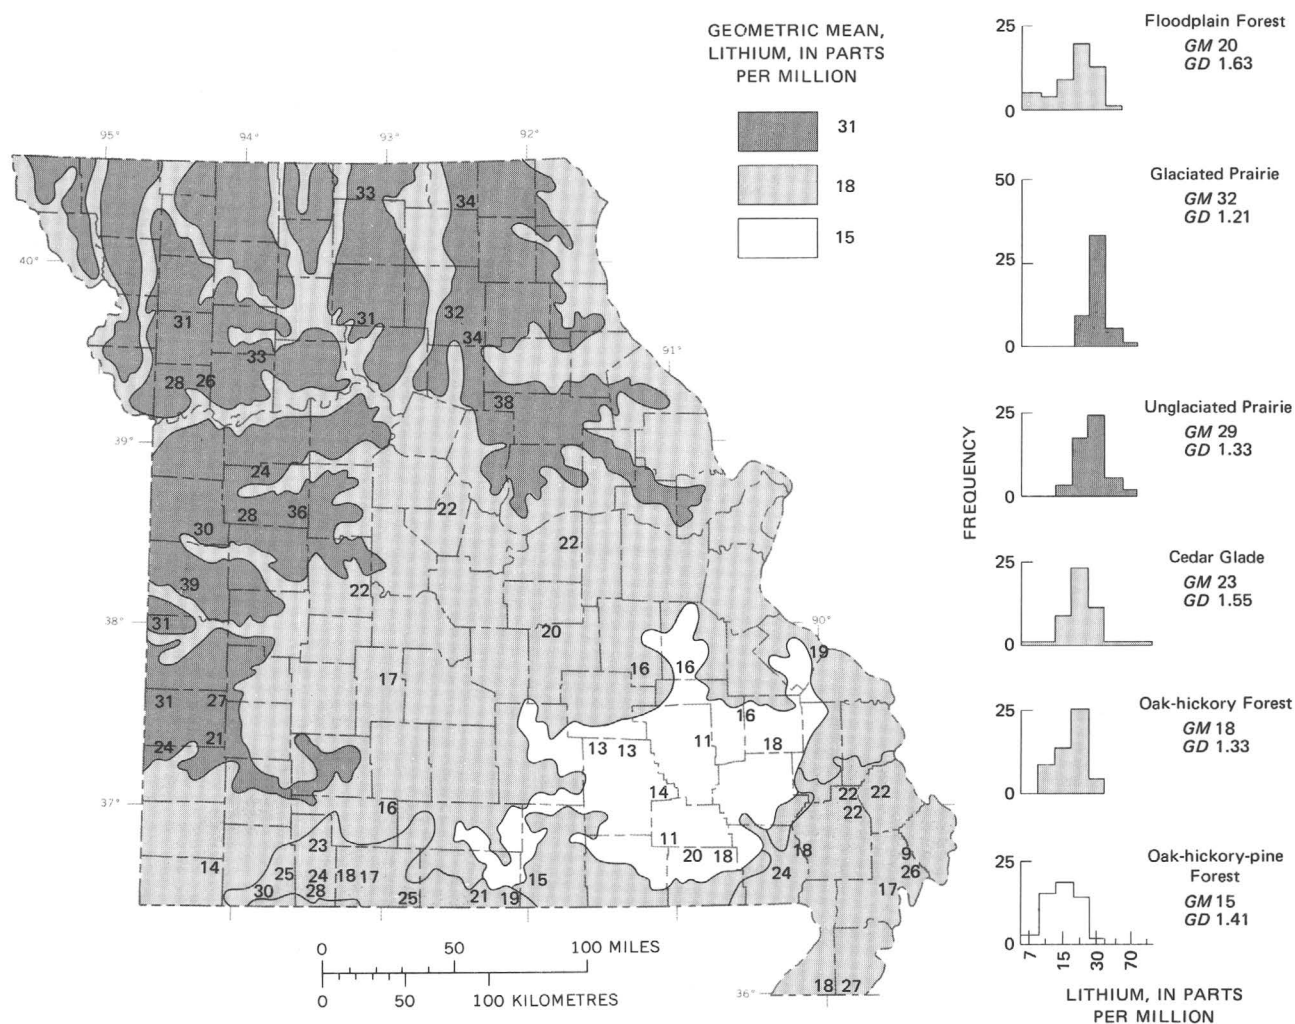 GEOMETRIC MEAN,
LITHIUM, IN PARTS
PER MILLION
31
18
15
95° 94° 93° 92°
33 34
40°
31 31 32
33 34
28 26 91°
38
39°
24
28 36 22
30 22
39 22
38° 31 20 90°
16 16 19
17
31 27 16
21 11 18
24 13 13
14 22 22
37° 16 22
11
23 20 18 18 9
14 25 24 18 17 15 24 26
30 28 25 21 19 17
0 50 100 MILES
0 50 100 KILOMETRES
36° 18 27
FREQUENCY
25
0
Floodplain Forest
GM 20
GD 1.63
50
25
0
Glaciated Prairie
GM 32
GD 1.21
25
0
Unglaciated Prairie
GM 29
GD 1.33
25
0
Cedar Glade
GM 23
GD 1.55
25
0
Oak-hickory Forest
GM 18
GD 1.33
25
0
Oak-hickory-pine
Forest
GM 15
GD 1.41
7 15 30 70
LITHIUM, IN PARTS
PER MILLION